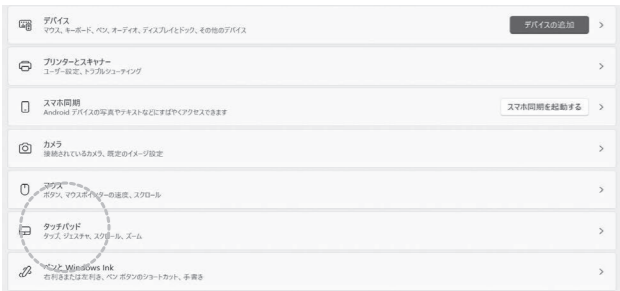 デバイス
マウス、キーボード、ペン、オーディオ、ディスプレイとドック、その他のデバイス
デバイスの追加
プリンターとスキャナー
ユーザー設定、トラブルシューティング
スマホ同期
Android デバイスの写真やテキストなどにすばやくアクセスできます
スマホ同期を起動する
カメラ
接続されているカメラ、既定のイメージ設定
マウス
ボタン、マウスポインターの速度、スクロール
タッチパッド
タップ、ジェスチャ、スクロール、ズーム
ペンと Windows Ink
右利きまたは左利き、ペン ボタンのショートカット、手書き